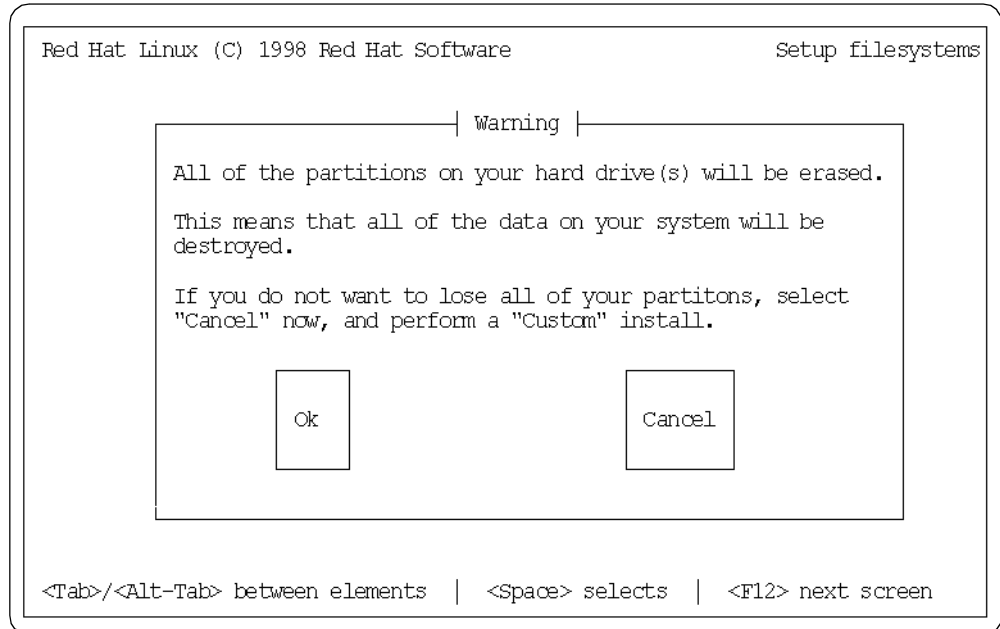 Red Hat Linux (C) 1998 Red Hat Software Setup filesystems
Warning
All of the partitions on your hard drive(s) will be erased.
This means that all of the data on your system will be
destroyed.
If you do not want to lose all of your partitons, select
"Cancel" now, and perform a "Custom" install.
Ok Cancel
<Tab>/<Alt-Tab> between elements | <Space> selects | <F12> next screen